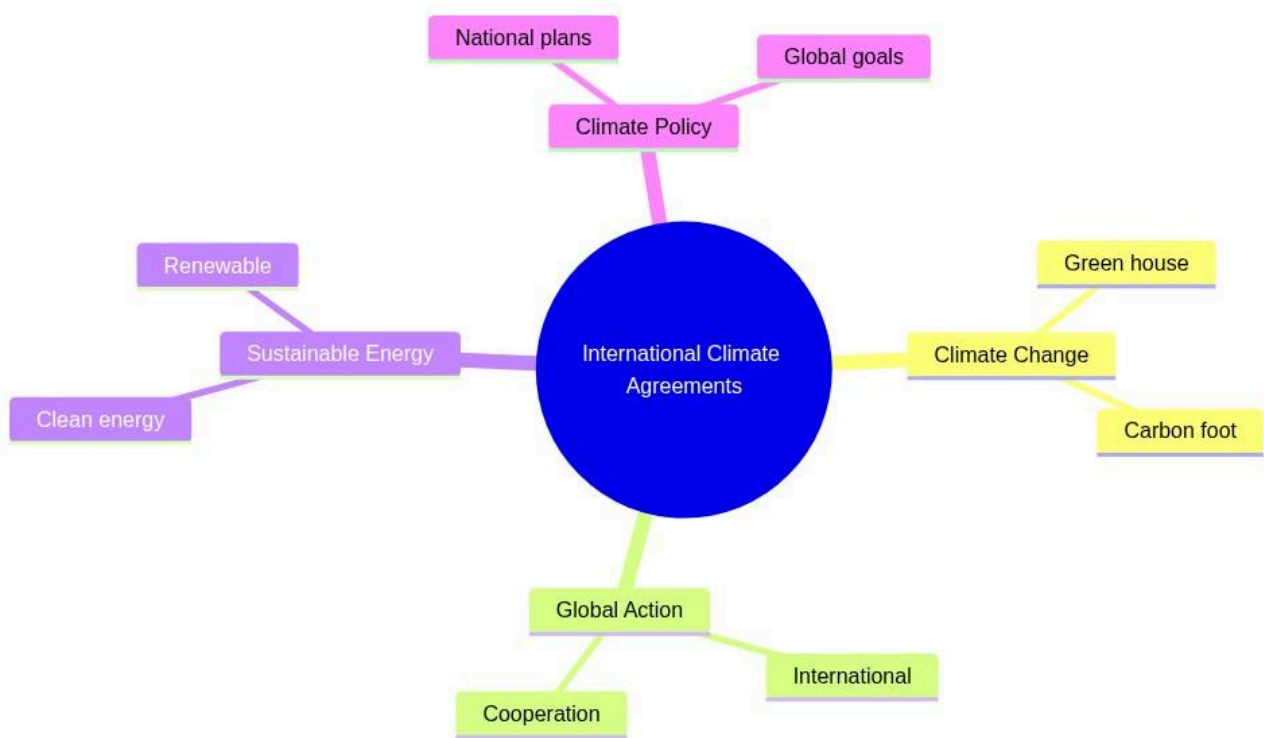 National plans
Global goals
Climate Policy
Renewable
Green house
Sustainable Energy
International Climate
Agreements
Climate Change
Clean energy
Carbon foot
Global Action
International
Cooperation